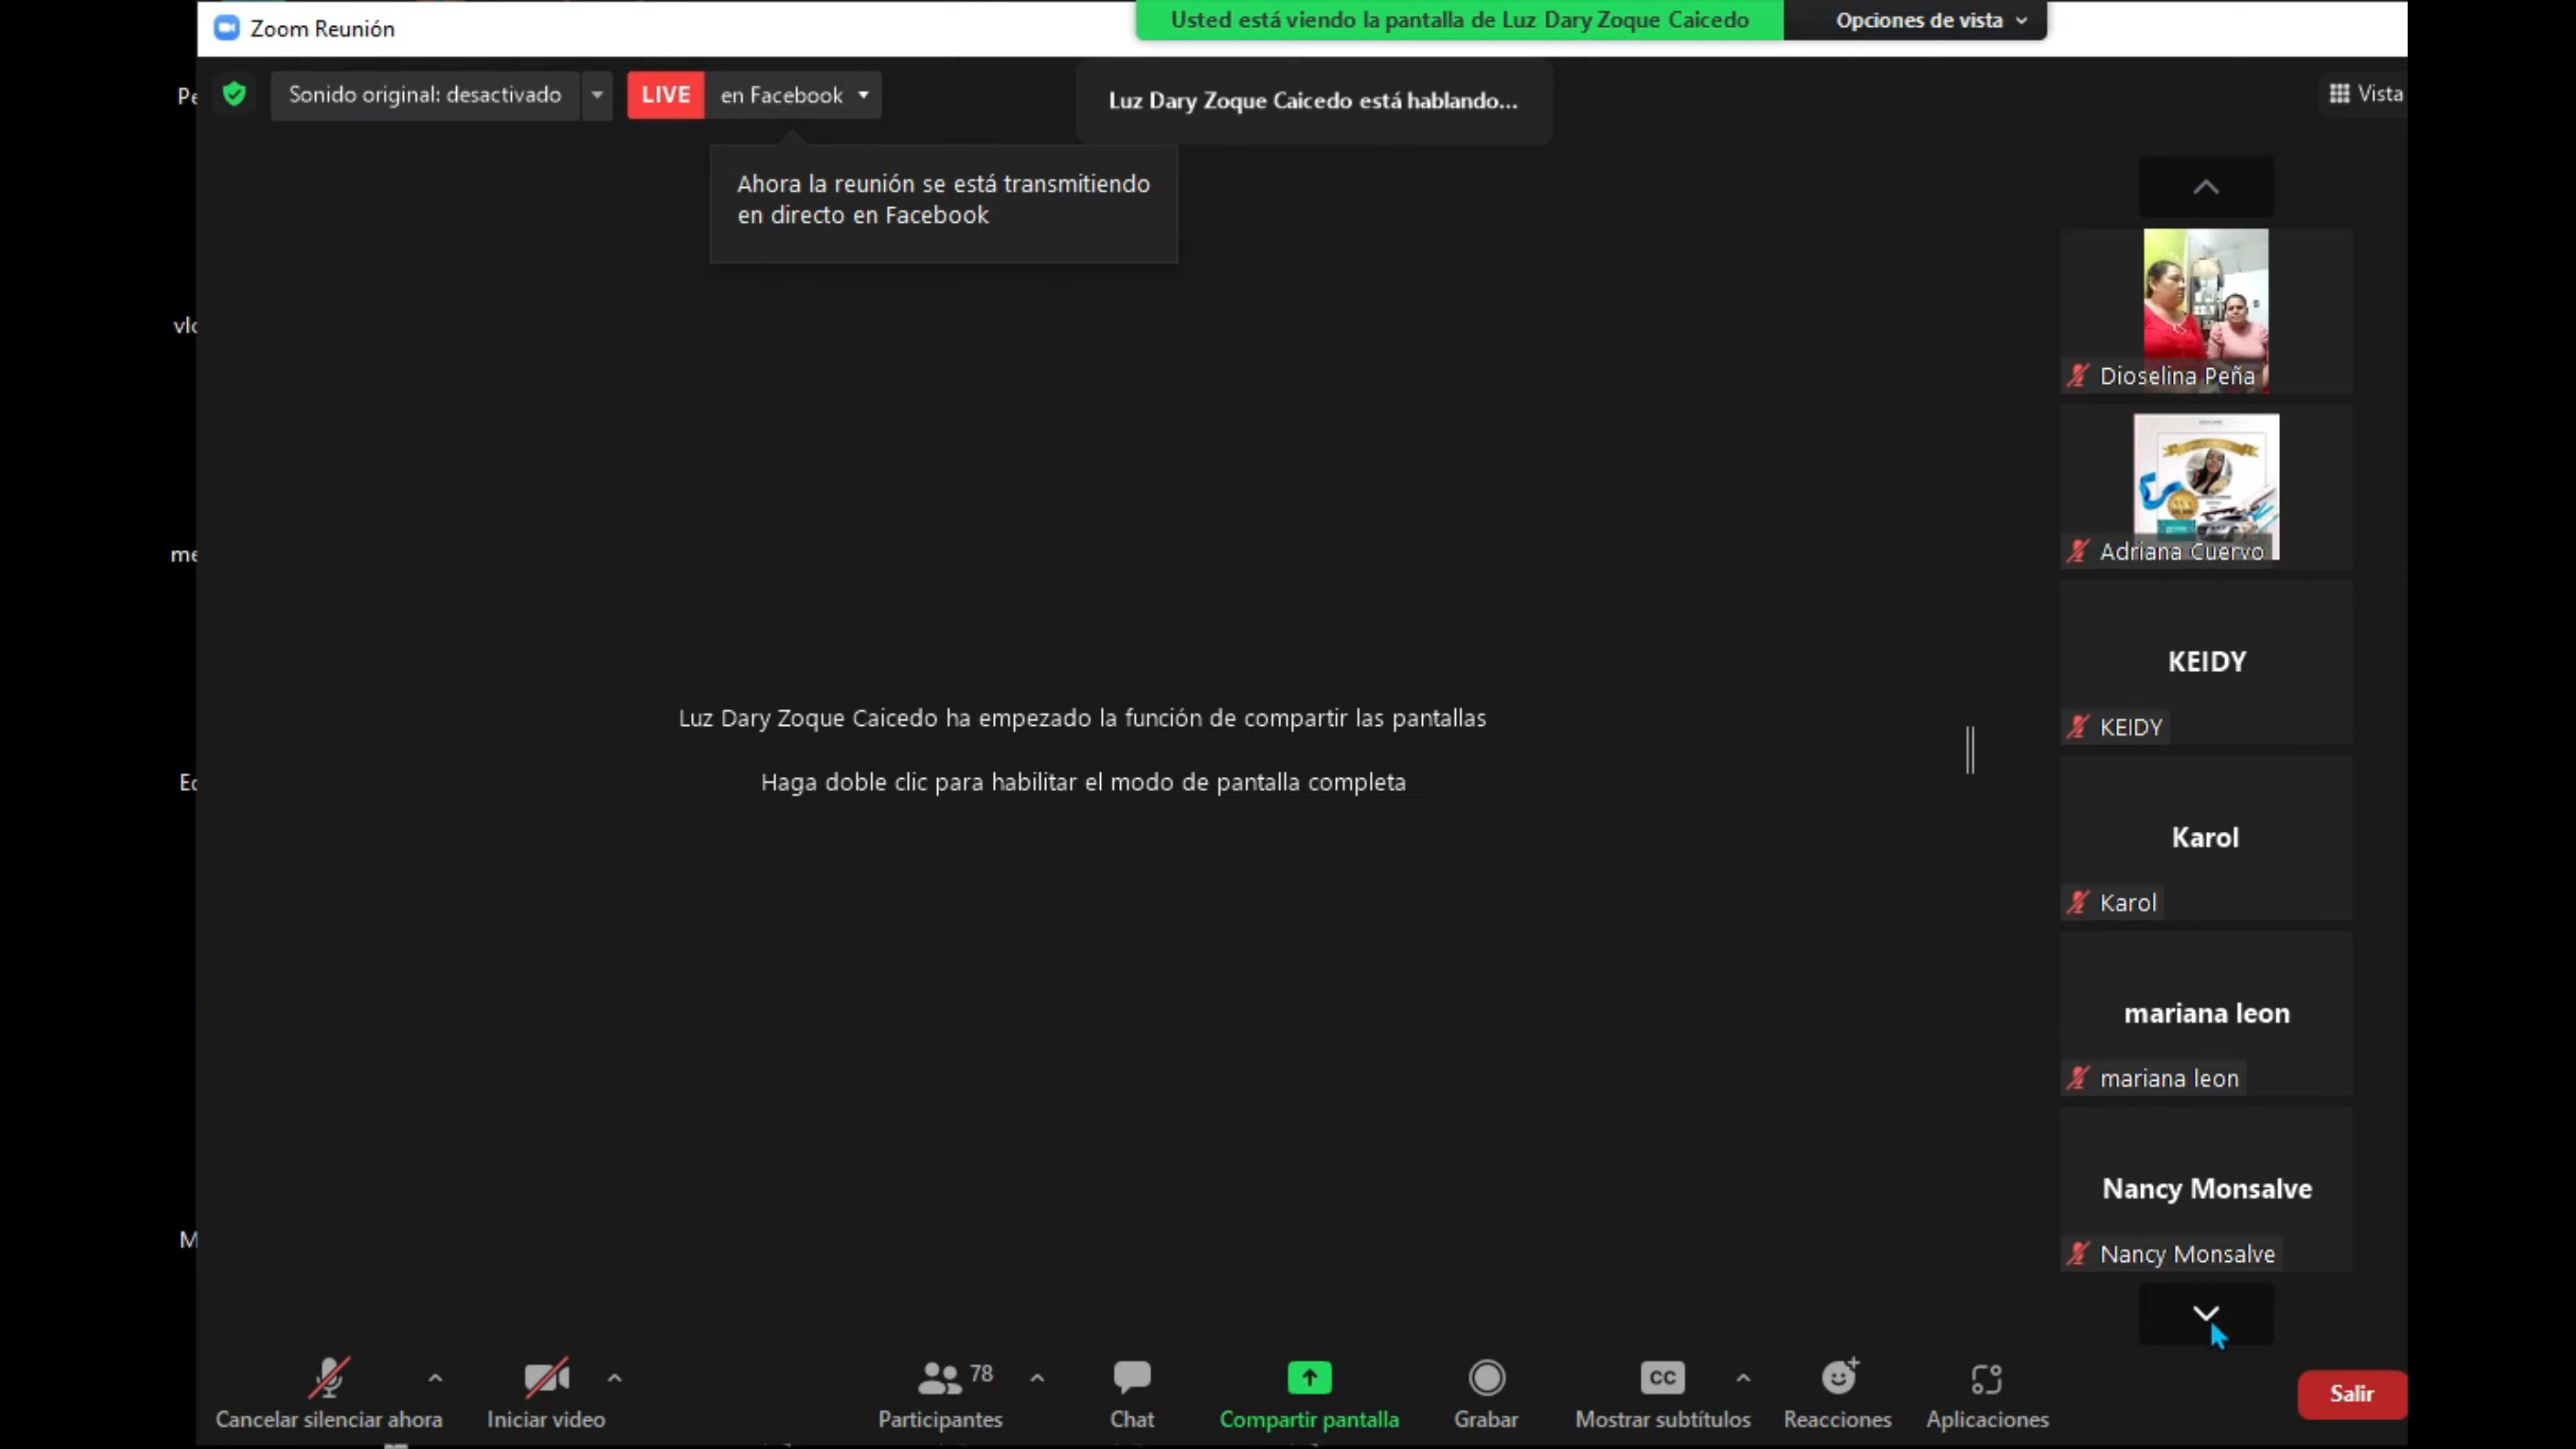 Zoom Reunión
Usted está viendo la pantalla de Luz Dary Zoque Caicedo
Opciones de vista
Sonido original: desactivado
LIVE en Facebook
Luz Dary Zoque Caicedo está hablando...
Vista
Ahora la reunión se está transmitiendo
en directo en Facebook
Luz Dary Zoque Caicedo ha empezado la función de compartir las pantallas
Haga doble clic para habilitar el modo de pantalla completa
Dioselina Peña
Adriana Cuervo
KEIDY
KEIDY
Karol
Karol
mariana leon
mariana leon
Nancy Monsalve
Nancy Monsalve
Cancelar silenciar ahora
Iniciar video
78
Participantes
Chat
Compartir pantalla
Grabar
CC
Mostrar subtítulos
Reacciones
Aplicaciones
Salir